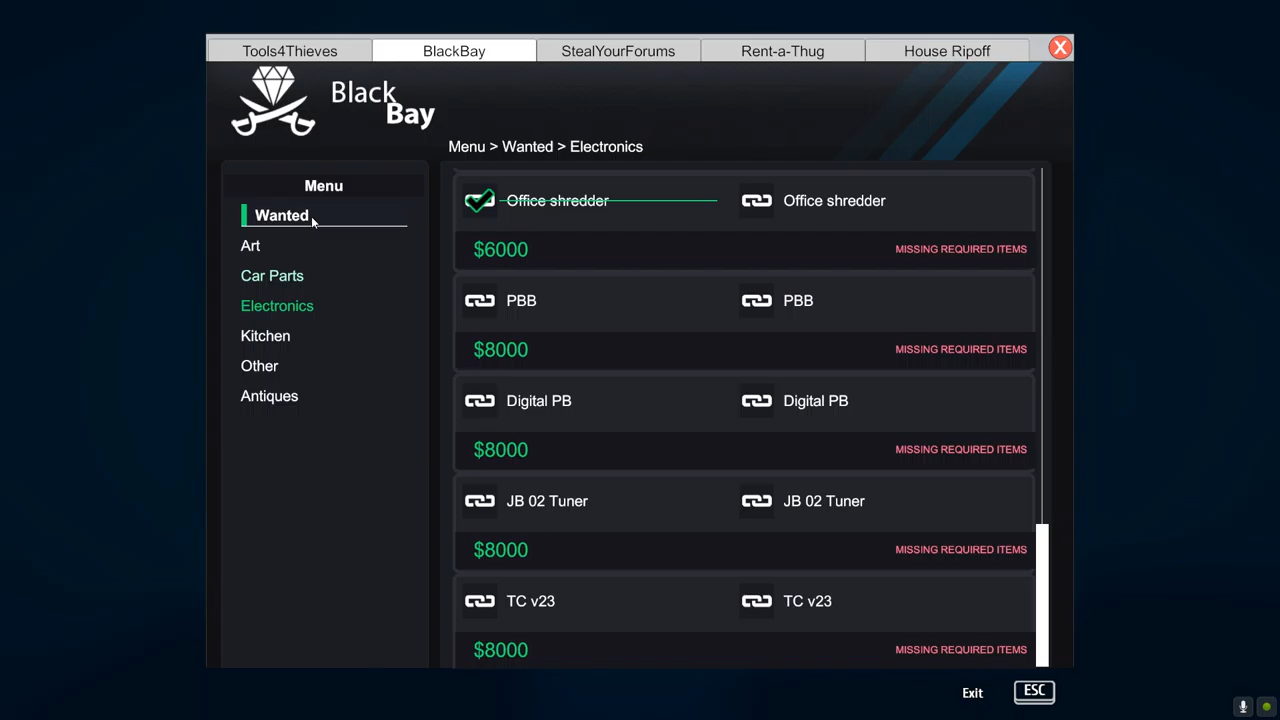 Tools4Thieves BlackBay StealYourForums Rent-a-Thug House Ripoff X
Black
Bay
Menu > Wanted > Electronics
Menu
Wanted
Art
Car Parts
Electronics
Kitchen
Other
Antiques
Office shredder Office shredder
$6000 MISSING REQUIRED ITEMS
PBB PBB
$8000 MISSING REQUIRED ITEMS
Digital PB Digital PB
$8000 MISSING REQUIRED ITEMS
JB 02 Tuner JB 02 Tuner
$8000 MISSING REQUIRED ITEMS
TC v23 TC v23
$8000 MISSING REQUIRED ITEMS
Exit ESC